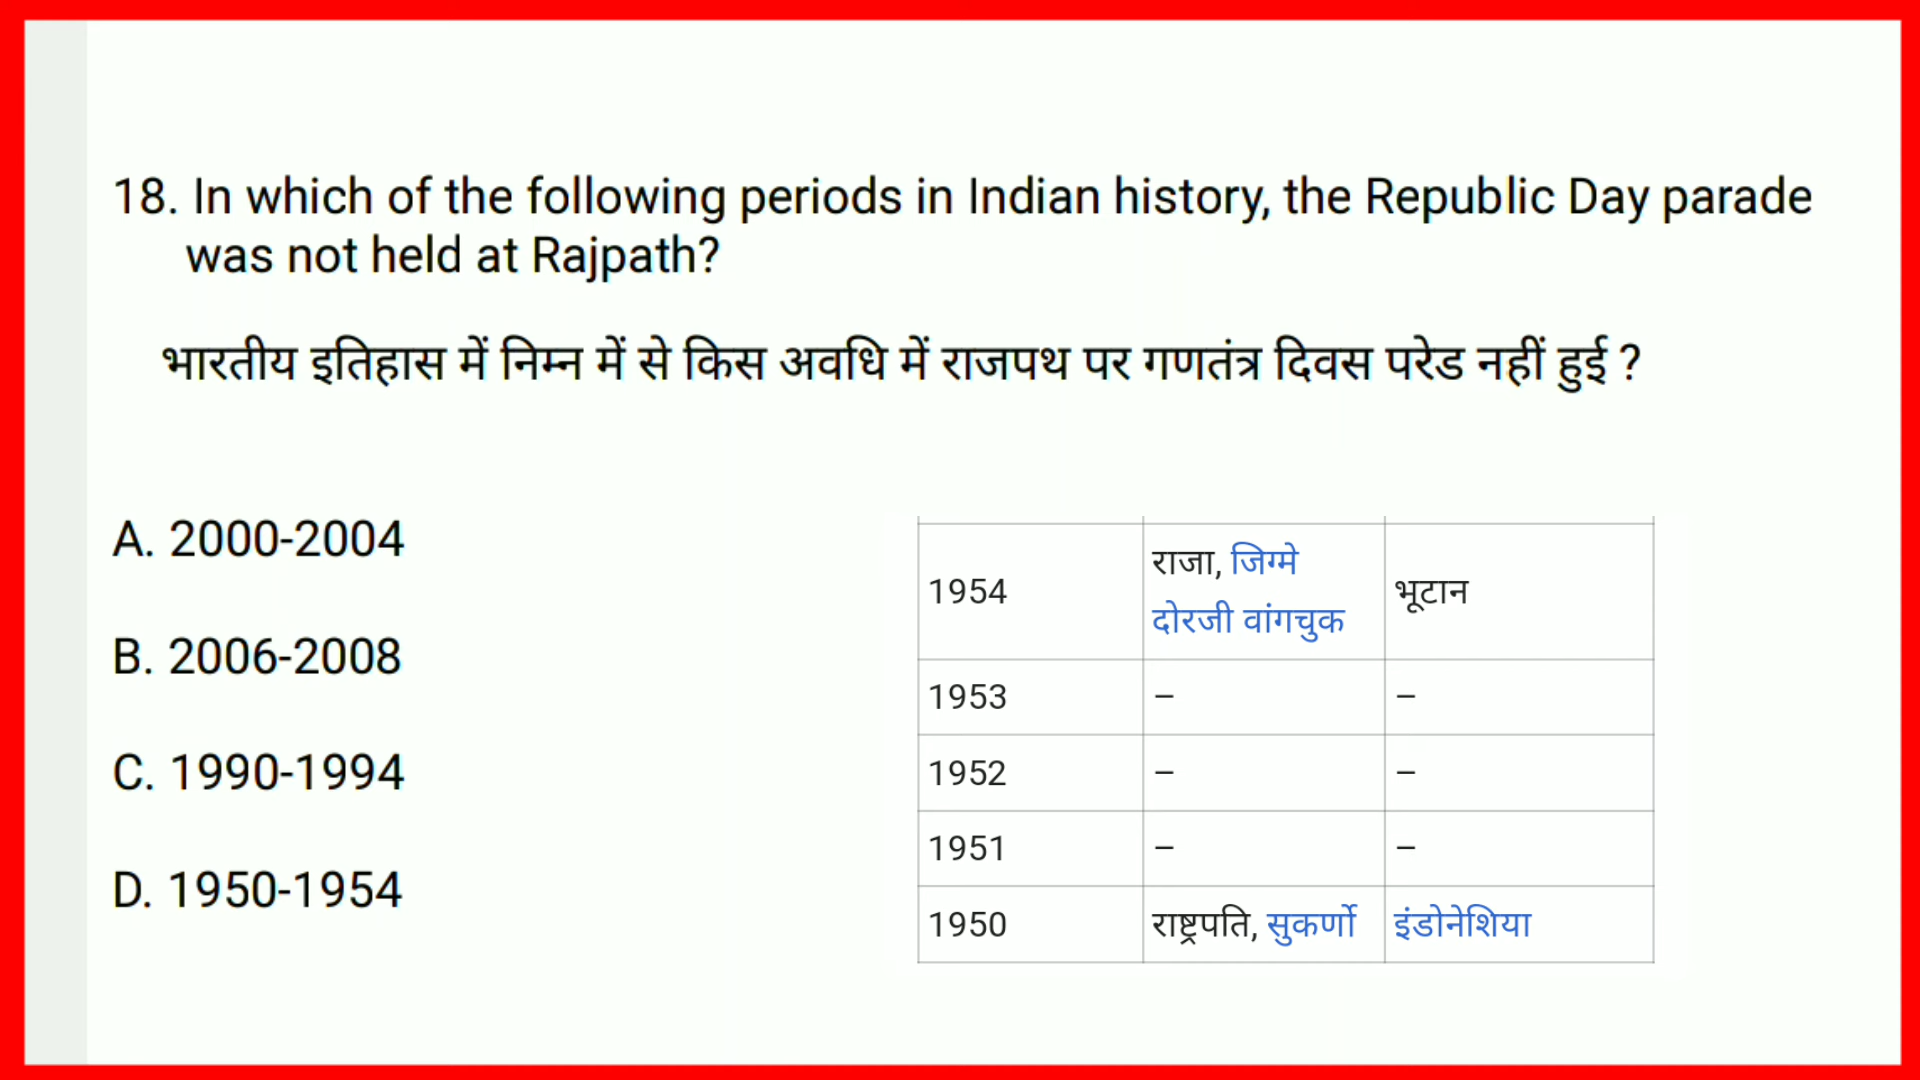 18. In which of the following periods in Indian history, the Republic Day parade
was not held at Rajpath?
भारतीय इतिहास में निम्न में से किस अवधि में राजपथ पर गणतंत्र दिवस परेड नहीं हुई ?
A. 2000-2004
B. 2006-2008
C. 1990-1994
D. 1950-1954
1954 राजा, जिग्मे दोरजी वांगचुक भूटान
1953 – –
1952 – –
1951 – –
1950 राष्ट्रपति, सुकर्णो इंडोनेशिया